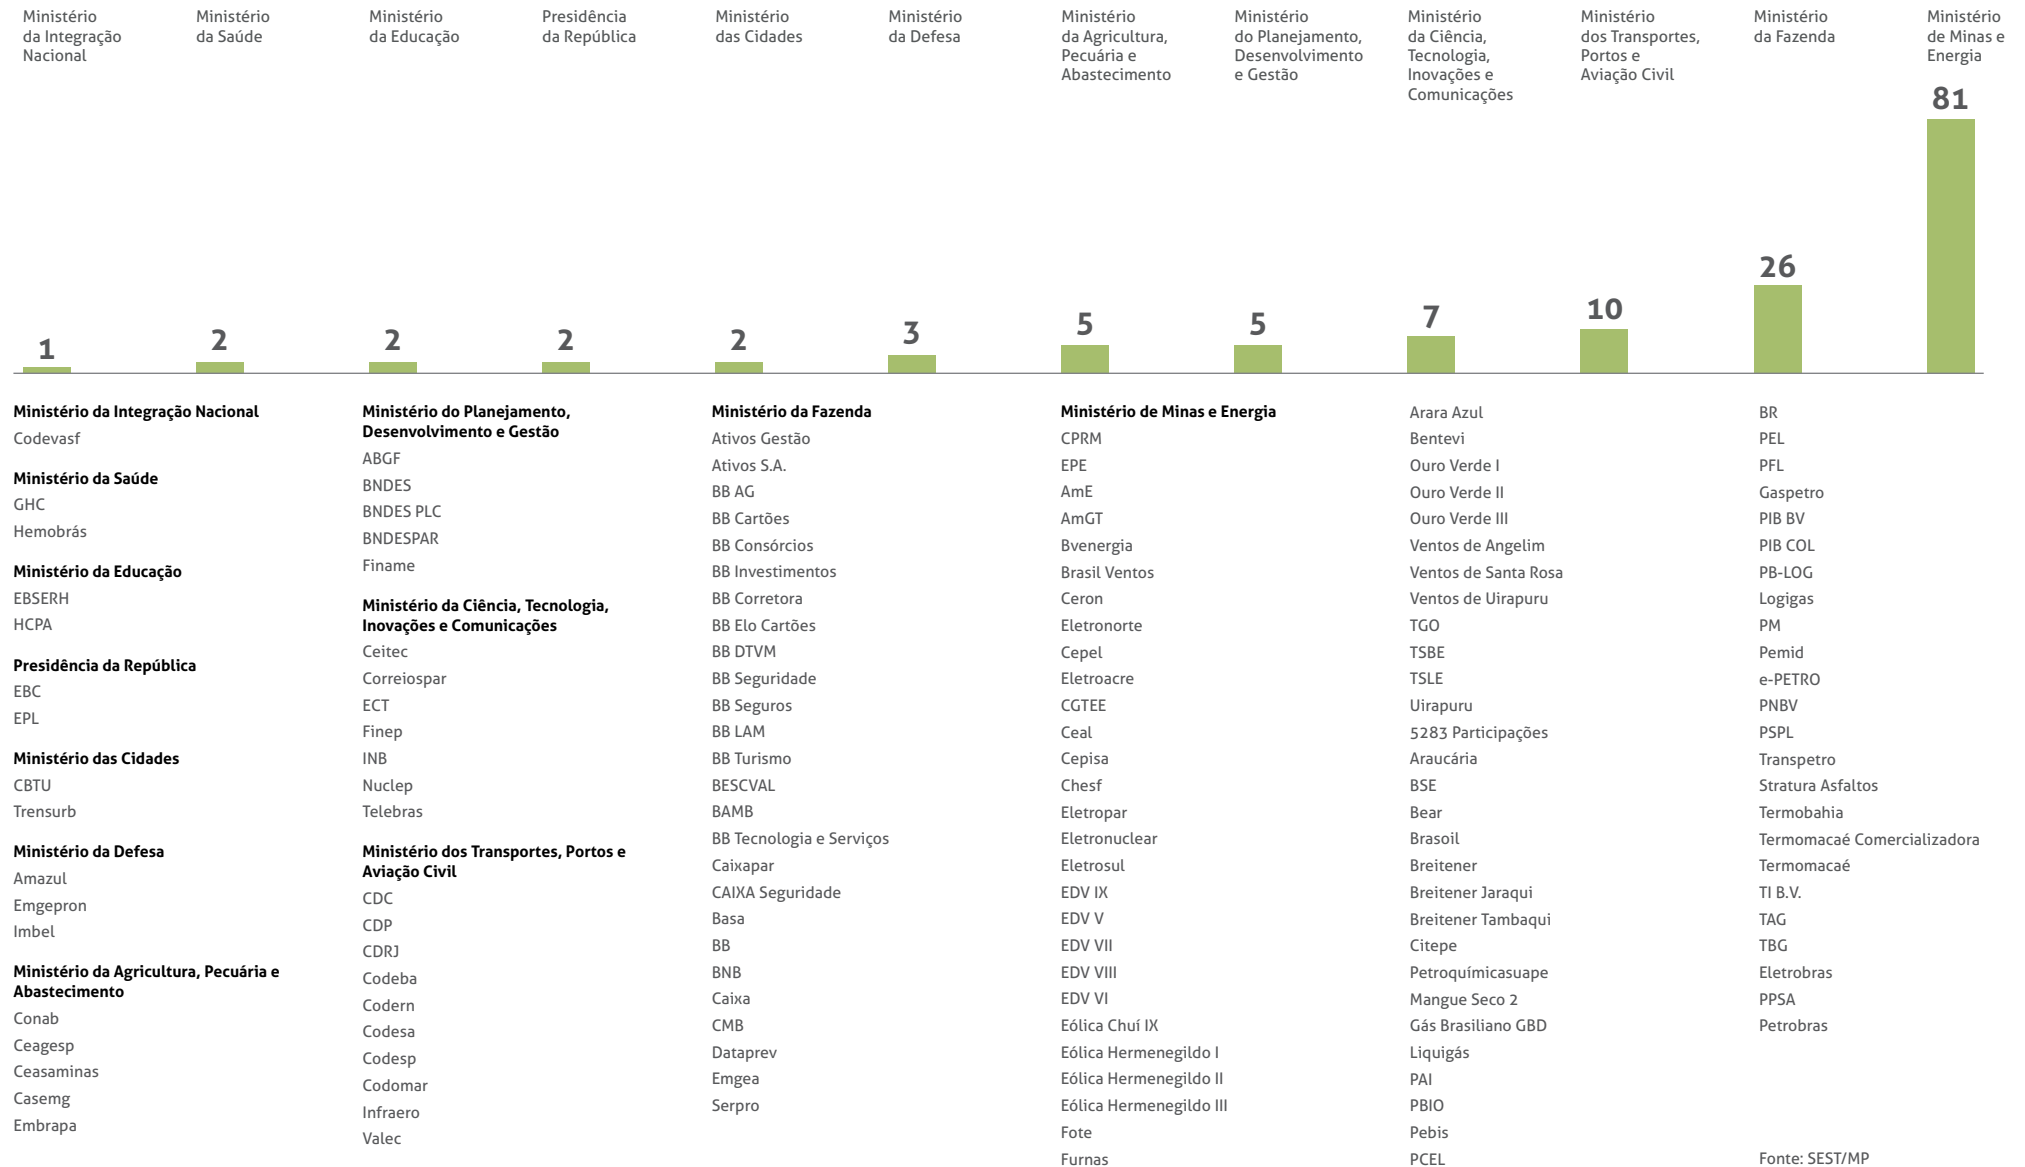 Ministério
da Integração
Nacional
Ministério
da Saúde
Ministério
da Educação
Presidência
da República
Ministério
das Cidades
Ministério
da Defesa
Ministério
da Agricultura,
Pecuária e
Abastecimento
Ministério
do Planejamento,
Desenvolvimento
e Gestão
Ministério
da Ciência,
Tecnologia,
Inovações e
Comunicações
Ministério
dos Transportes,
Portos e
Aviação Civil
Ministério
da Fazenda
Ministério
de Minas e
Energia
1
2
2
2
2
3
5
5
7
10
26
81
Ministério da Integração Nacional
Codevasf
Ministério da Saúde
GHC
Hemobrás
Ministério da Educação
EBSERH
HCPA
Presidência da República
EBC
EPL
Ministério das Cidades
CBTU
Trensurb
Ministério da Defesa
Amazul
Emgepron
Imbel
Ministério da Agricultura, Pecuária e
Abastecimento
Conab
Ceagesp
Ceasaminas
Casemg
Embrapa
Ministério do Planejamento,
Desenvolvimento e Gestão
ABGF
BNDES
BNDES PLC
BNDESPAR
Finame
Ministério da Ciência, Tecnologia,
Inovações e Comunicações
Ceitec
Correiospar
ECT
Finep
INB
Nuclep
Telebras
Ministério dos Transportes, Portos e
Aviação Civil
CDC
CDP
CDRJ
Codeba
Codern
Codesa
Codesp
Codomar
Infraero
Valec
Ministério da Fazenda
Ativos Gestão
Ativos S.A.
BB AG
BB Cartões
BB Consórcios
BB Investimentos
BB Corretora
BB Elo Cartões
BB DTVM
BB Seguridade
BB Seguros
BB LAM
BB Turismo
BESCVAL
BAMB
BB Tecnologia e Serviços
Caixapar
CAIXA Seguridade
Basa
BB
BNB
Caixa
CMB
Dataprev
Emgea
Serpro
Ministério de Minas e Energia
CPRM
EPE
AmE
AmGT
Bvenergia
Brasil Ventos
Ceron
Eletronorte
Cepel
Eletroacre
CGTEE
Ceal
Cepisa
Chesf
Eletropar
Eletronuclear
Eletrosul
EDV IX
EDV V
EDV VII
EDV VIII
EDV VI
Eólica Chuí IX
Eólica Hermenegildo I
Eólica Hermenegildo II
Eólica Hermenegildo III
Fote
Furnas
Arara Azul
Bentevi
Ouro Verde I
Ouro Verde II
Ouro Verde III
Ventos de Angelim
Ventos de Santa Rosa
Ventos de Uirapuru
TGO
TSBE
TSLE
Uirapuru
5283 Participações
Araucária
BSE
Bear
Brasoil
Breitener
Breitener Jaraqui
Breitener Tambaqui
Citepe
Petroquímicasuape
Mangue Seco 2
Gás Brasiliano GBD
Liquigás
PAI
PBIO
Pebis
PCEL
BR
PEL
PFL
Gaspetro
PIB BV
PIB COL
PB-LOG
Logigas
PM
Pemid
e-PETRO
PNBV
PSPL
Transpetro
Stratura Asfaltos
Termobahia
Termomacaé Comercializadora
Termomacaé
TI B.V.
TAG
TBG
Eletrobras
PPSA
Petrobras
Fonte: SEST/MP